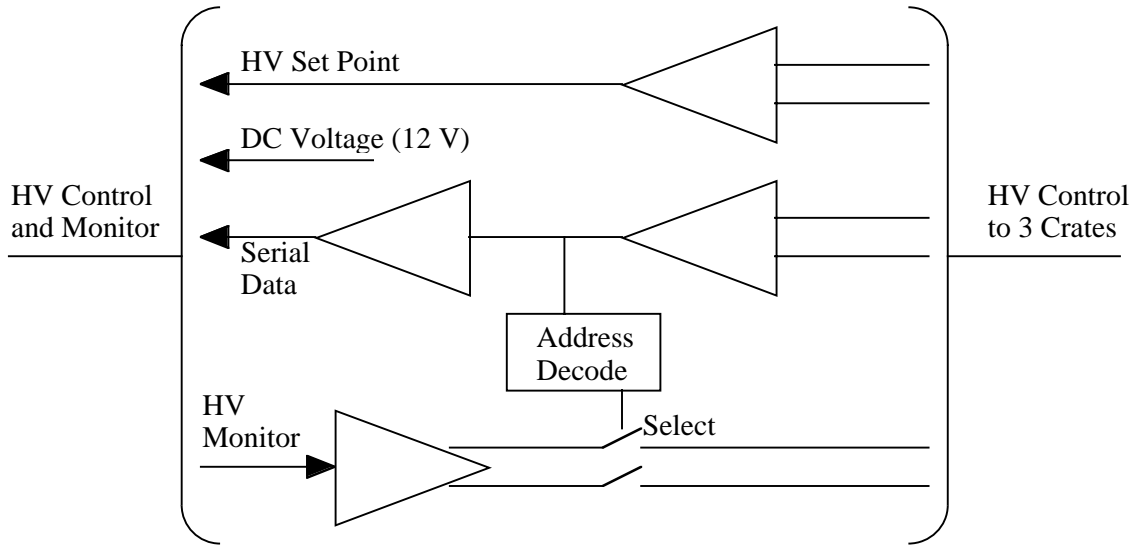 HV Set Point
DC Voltage (12 V)
HV Control
and Monitor
HV Control
to 3 Crates
Serial
Data
Address
Decode
HV
Monitor
Select